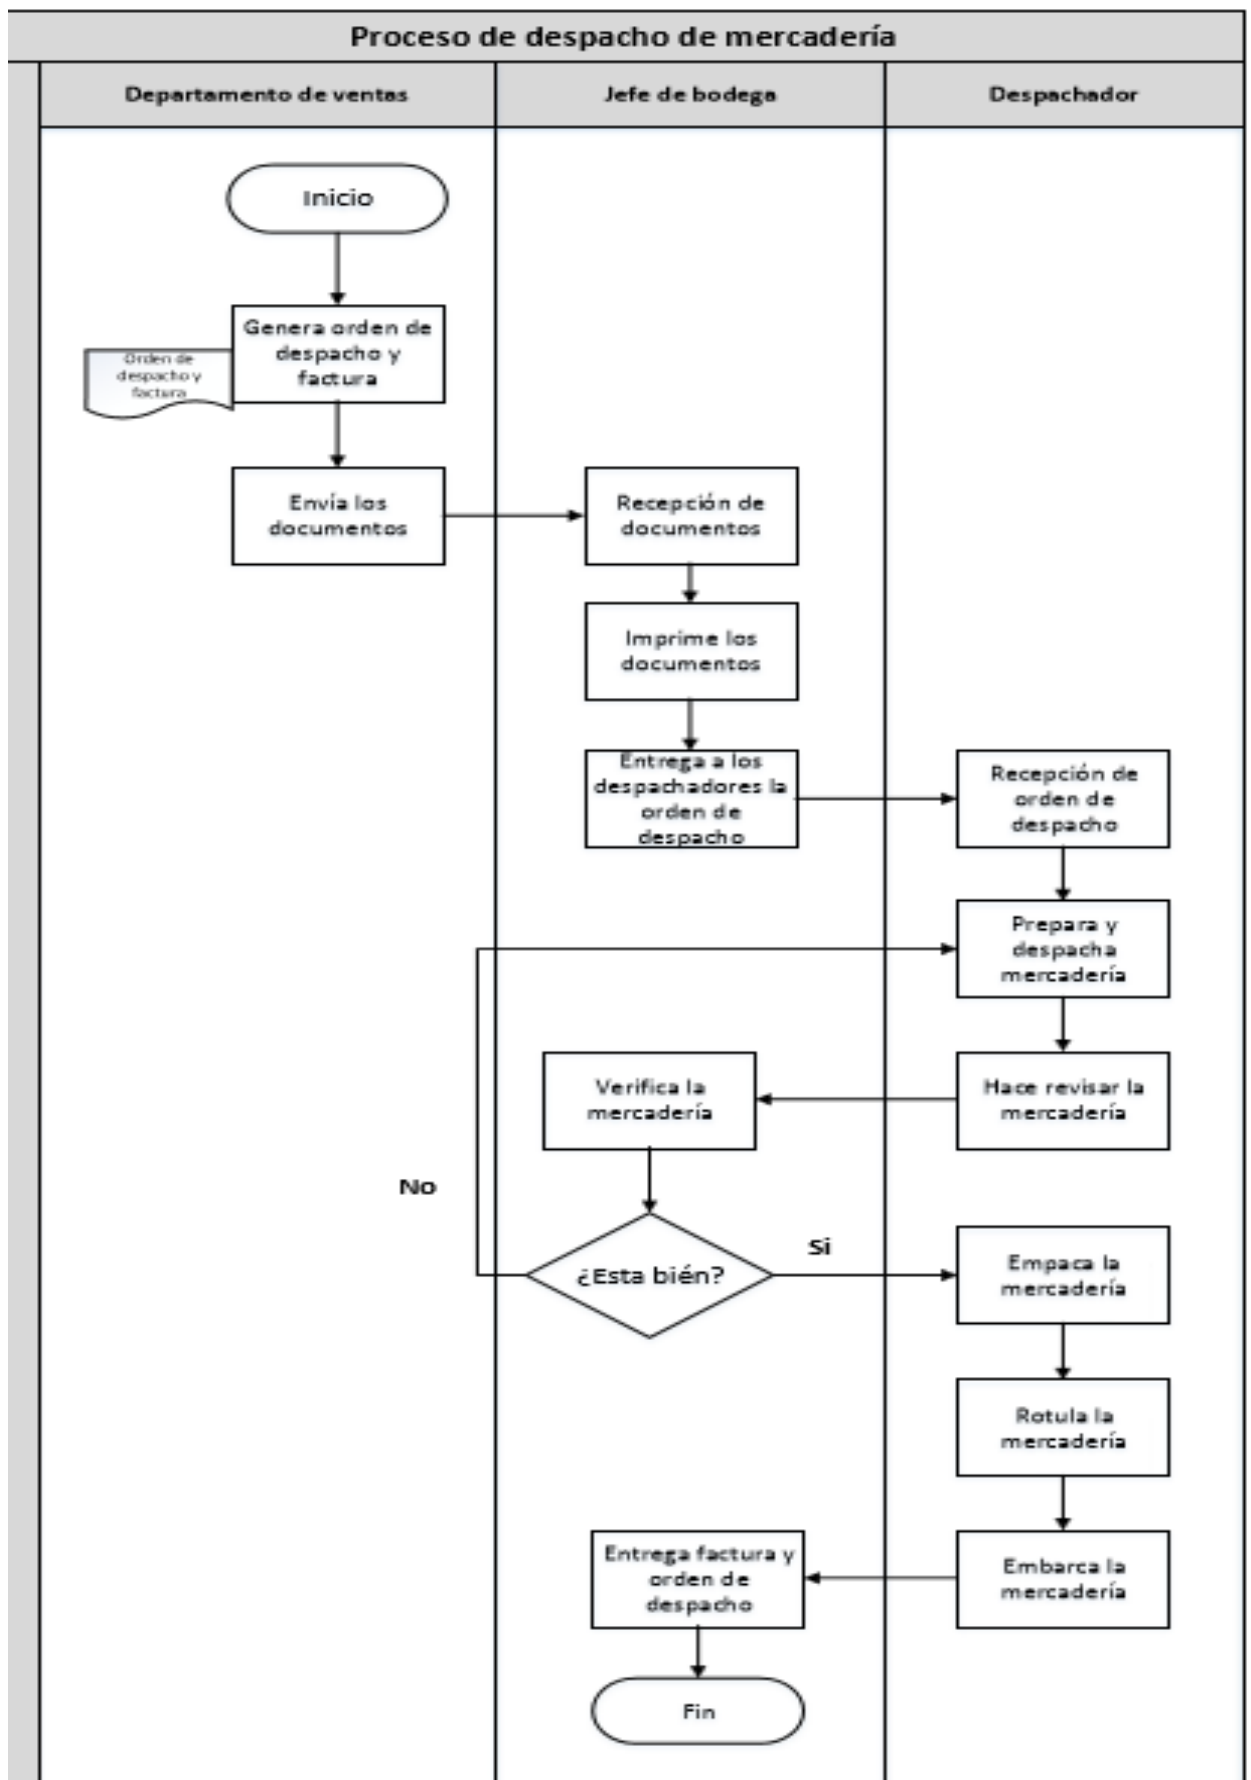 Proceso de despacho de mercadería
Departamento de ventas
Jefe de bodega
Despachador
Inicio
Genera orden de
despacho y
factura
Orden de
despacho y
factura
Envía los
documentos
Recepción de
documentos
Imprime los
documentos
Entrega a los
despachadores la
orden de
despacho
Recepción de
orden de
despacho
Prepara y
despacha
mercadería
Hace revisar la
mercadería
Verifica la
mercadería
No
¿Esta bién?
Si
Empaca la
mercadería
Rotula la
mercadería
Embarca la
mercadería
Entrega factura y
orden de
despacho
Fin